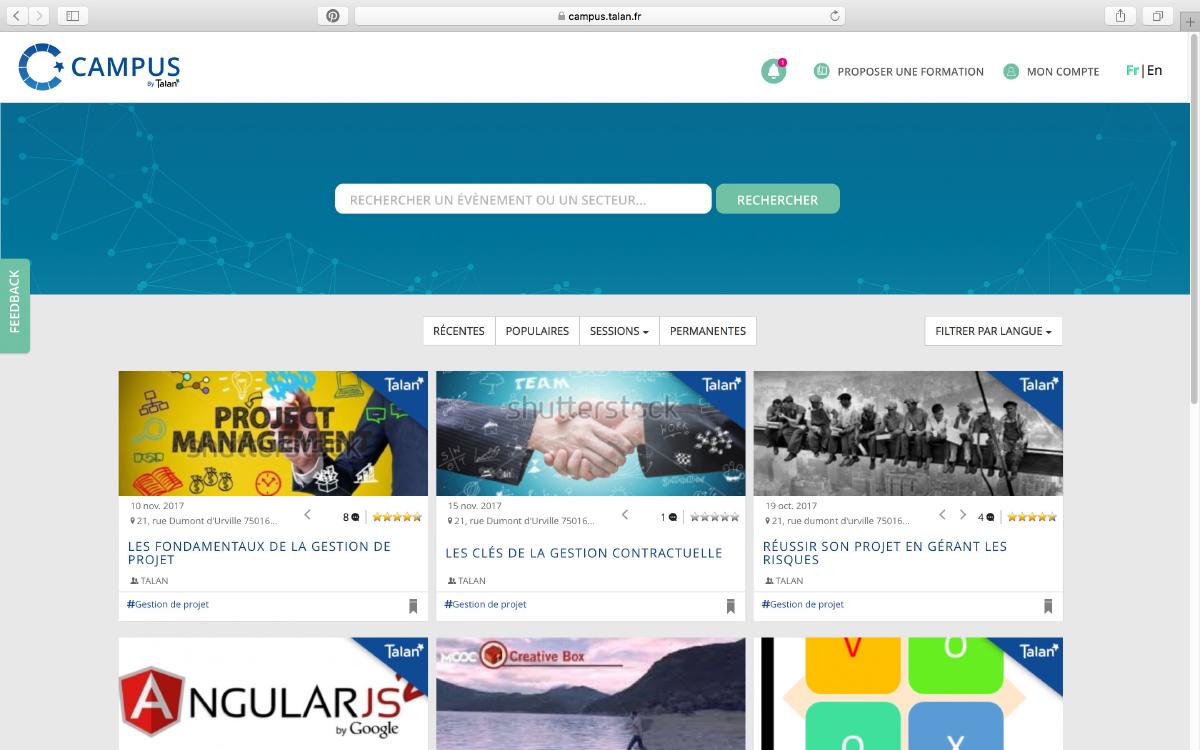 campus.talan.fr
CAMPUS
By Talan
1
PROPOSER UNE FORMATION
MON COMPTE
Fr|En
RECHERCHER UN ÉVÈNEMENT OU UN SECTEUR...
RECHERCHER
FEEDBACK
RÉCENTES
POPULAIRES
SESSIONS
PERMANENTES
FILTRER PAR LANGUE
PROJECT
MANAGEMENT
Talan
10 nov. 2017
21, rue Dumont d'Urville 75016...
8
LES FONDAMENTAUX DE LA GESTION DE
PROJET
TALAN
#Gestion de projet
TEAM
shutterstock
WORK
Talan
15 nov. 2017
21, rue Dumont d'Urville 75016...
1
LES CLÉS DE LA GESTION CONTRACTUELLE
TALAN
#Gestion de projet
Talan
19 oct. 2017
21, rue dumont d'urville 75016...
4
RÉUSSIR SON PROJET EN GÉRANT LES
RISQUES
TALAN
#Gestion de projet
Talan
ANGULARJS 2
by Google
MOOC Creative Box
Talan
V O
O X